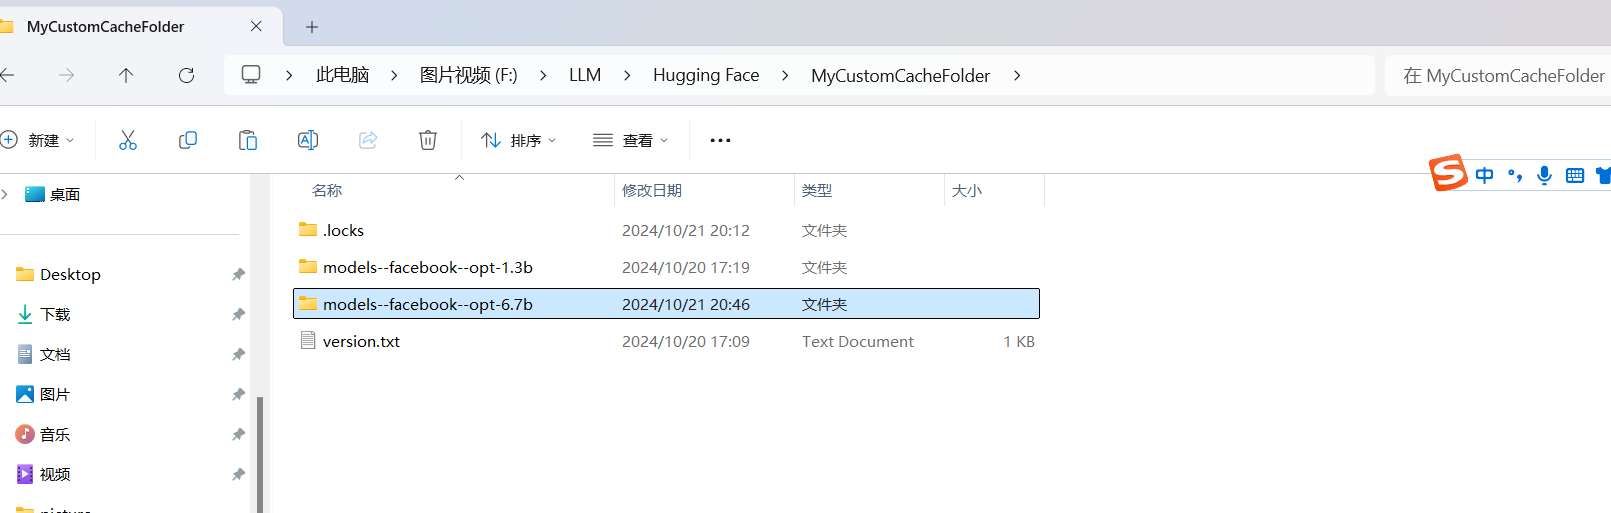 MyCustomCacheFolder
此电脑 图片视频 (F:) LLM Hugging Face MyCustomCacheFolder 在 MyCustomCacheFolder
新建 排序 查看
中
桌面
名称 修改日期 类型 大小
.locks 2024/10/21 20:12 文件夹
models--facebook--opt-1.3b 2024/10/20 17:19 文件夹
Desktop
models--facebook--opt-6.7b 2024/10/21 20:46 文件夹
下载
version.txt 2024/10/20 17:09 Text Document 1 KB
文档
图片
音乐
视频
picture